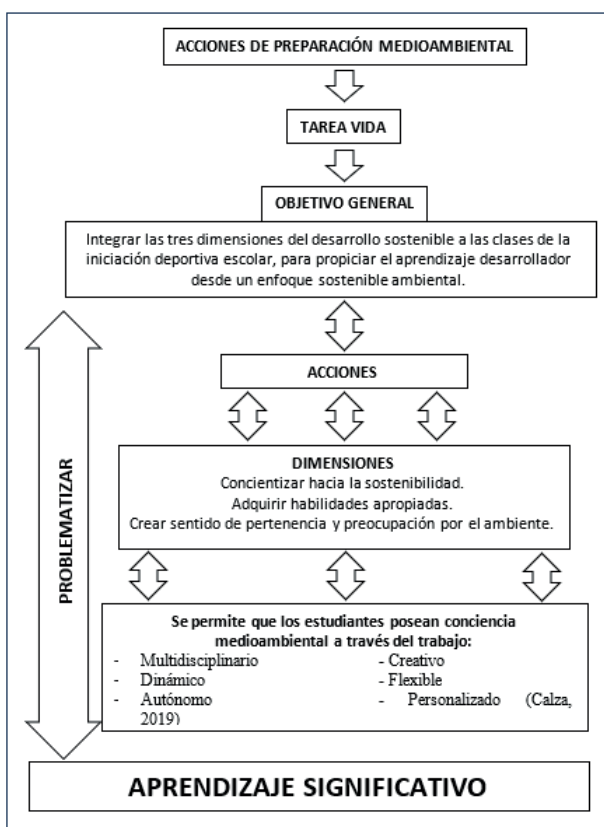 ACCIONES DE PREPARACIÓN MEDIOAMBIENTAL
TAREA VIDA
OBJETIVO GENERAL
Integrar las tres dimensiones del desarrollo sostenible a las clases de la
iniciación deportiva escolar, para propiciar el aprendizaje desarrollador
desde un enfoque sostenible ambiental.
ACCIONES
PROBLEMATIZAR
DIMENSIONES
Concientizar hacia la sostenibilidad.
Adquirir habilidades apropiadas.
Crear sentido de pertenencia y preocupación por el ambiente.
Se permite que los estudiantes posean conciencia
medioambiental a través del trabajo:
- Multidisciplinario
- Dinámico
- Autónomo
- Creativo
- Flexible
- Personalizado (Calza,
2019)
APRENDIZAJE SIGNIFICATIVO